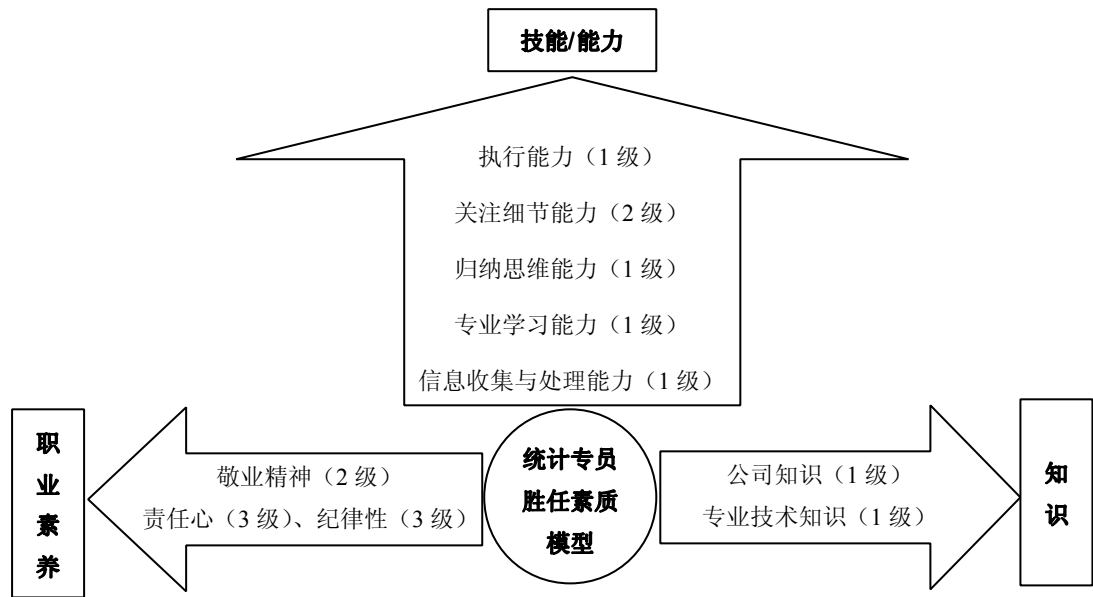 技能/能力
执行能力（1 级）
关注细节能力（2 级）
归纳思维能力（1 级）
专业学习能力（1 级）
信息收集与处理能力（1 级）
职业素养
敬业精神（2 级）
责任心（3 级）、纪律性（3 级）
统计专员
胜任素质
模型
公司知识（1 级）
专业技术知识（1 级）
知识